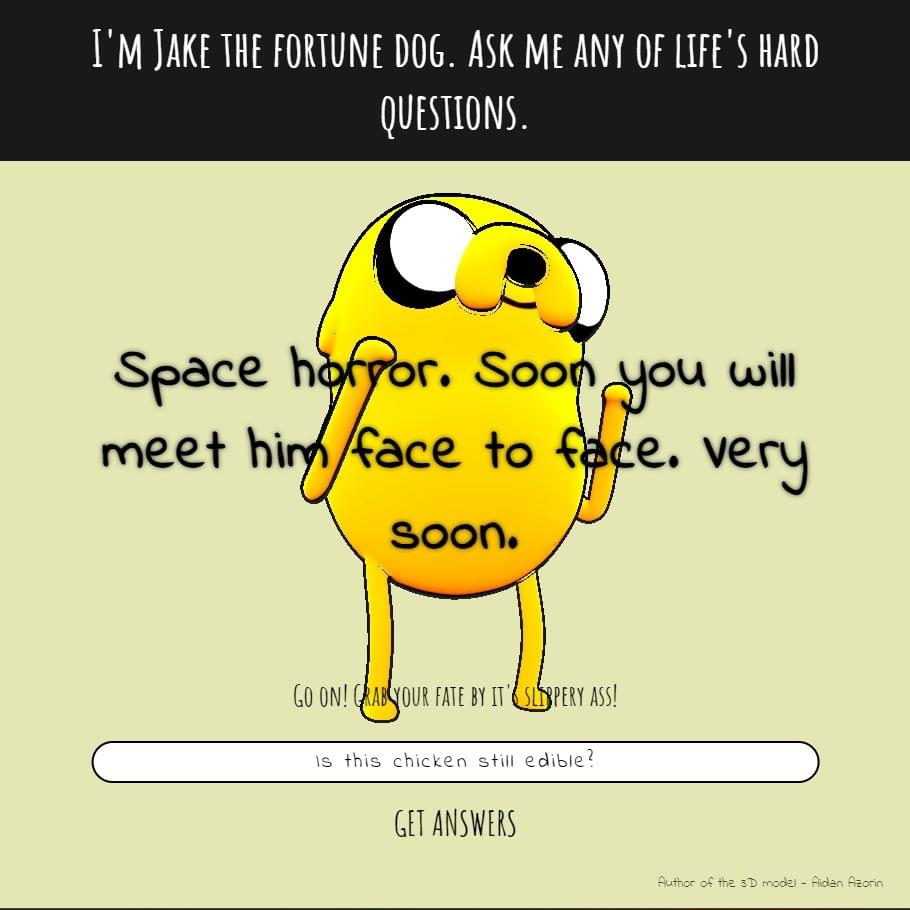 I'm Jake the fortune dog. Ask me any of life's hard
questions.
Space horror. Soon you will
meet him face to face. Very
soon.
Go on! Grab your fate by it's slippery ass!
Is this chicken still edible?
GET ANSWERS
Author of the 3D model - Aidan Azorin